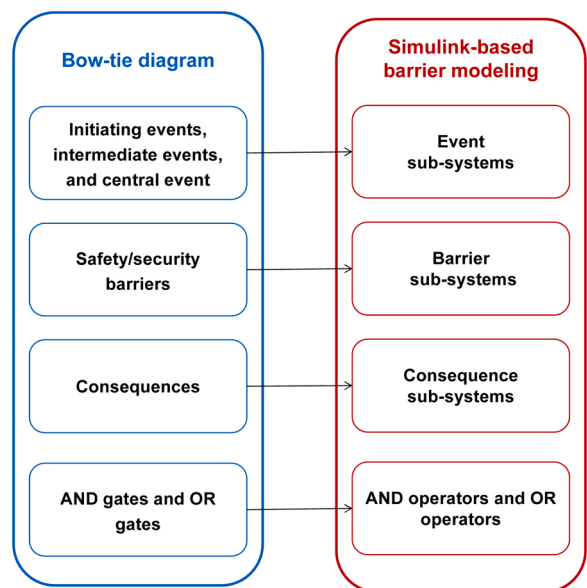 Bow-tie diagram
Simulink-based
barrier modeling
Initiating events,
intermediate events,
and central event
Event
sub-systems
Safety/security
barriers
Barrier
sub-systems
Consequences
Consequence
sub-systems
AND gates and OR
gates
AND operators and OR
operators